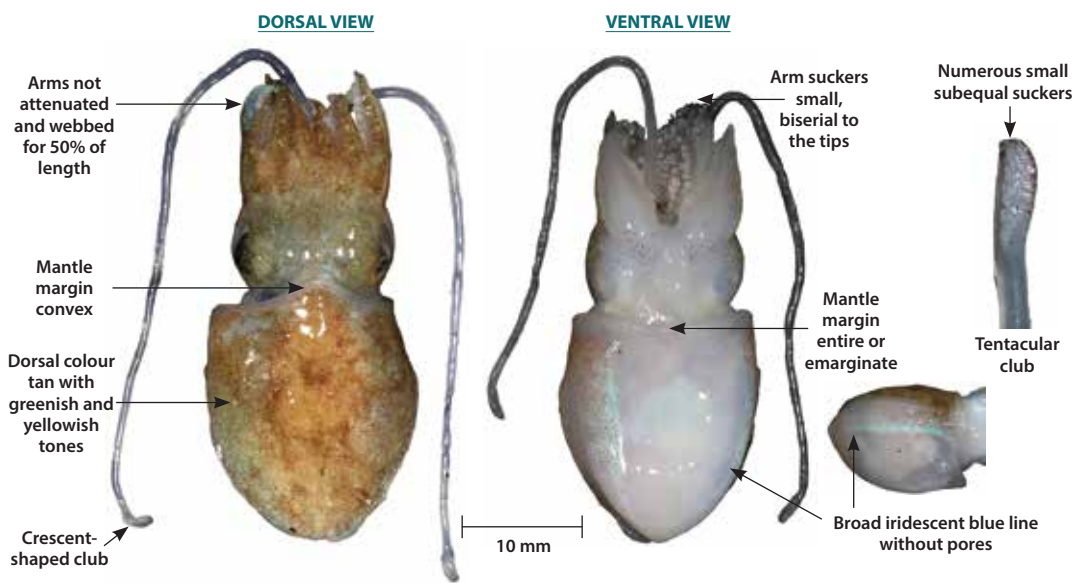 DORSAL VIEW
Arms not
attenuated
and webbed
for 50% of
length
Mantle
margin
convex
Dorsal colour
tan with
greenish and
yellowish
tones
Crescent-
shaped club
10 mm
VENTRAL VIEW
Arm suckers
small,
biserial to
the tips
Mantle
margin
entire or
emarginate
Broad iridescent blue line
without pores
Numerous small
subequal suckers
Tentacular
club